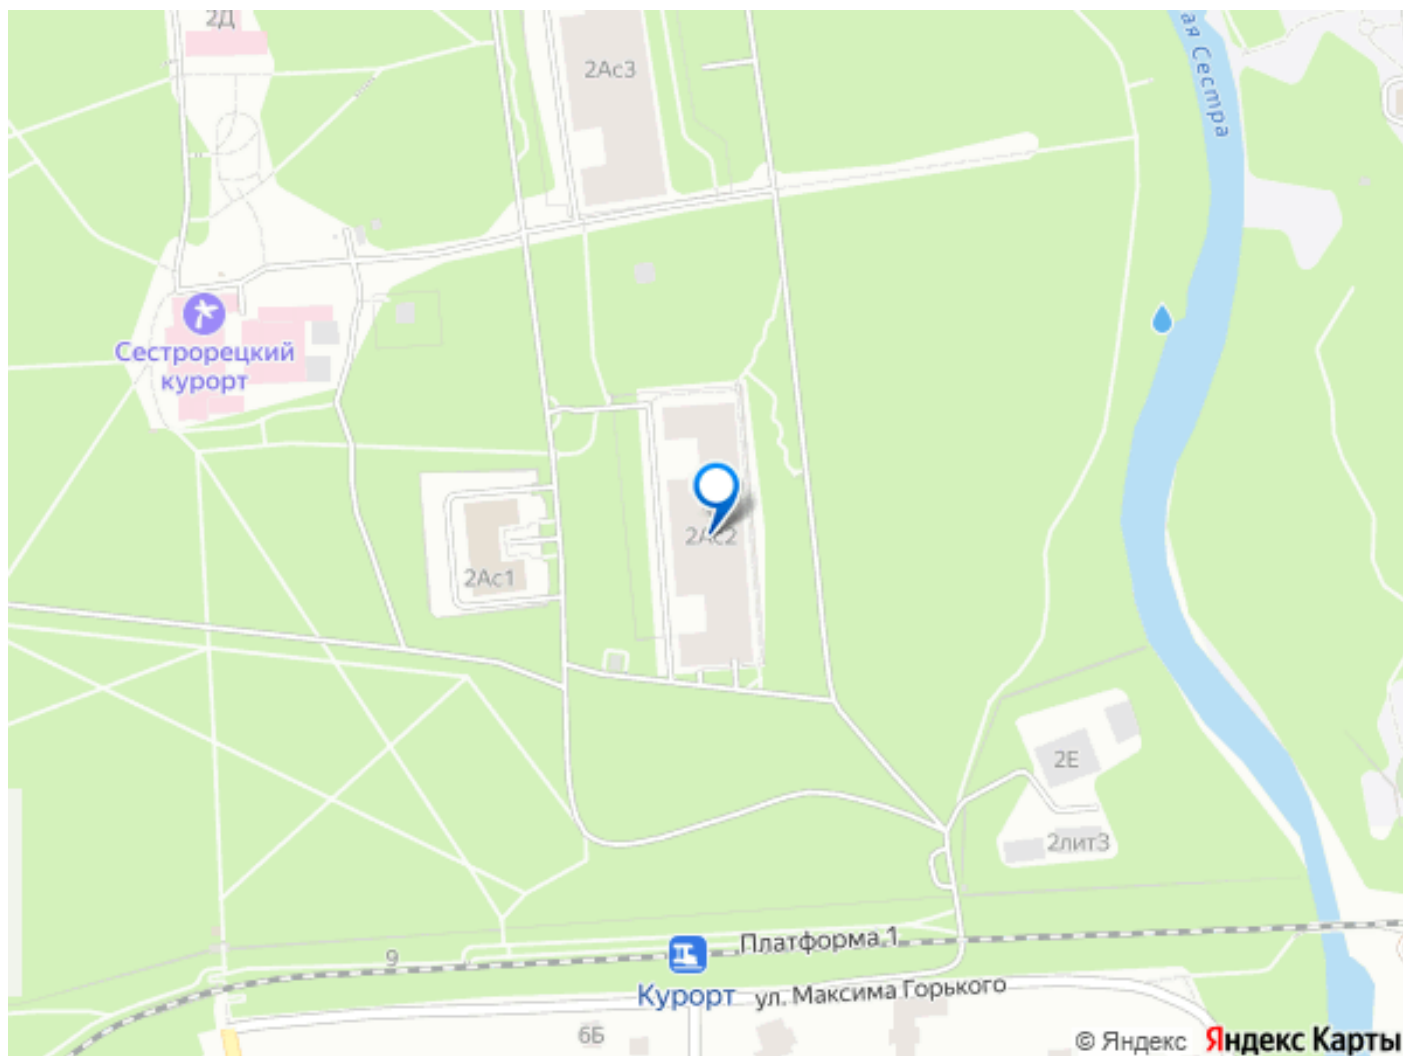 2Д
2Ас3
ая Сестра
Сестрорецкий
курорт
2Ас2
2Ас1
2Е
2лит3
Платформа 1
9
Курорт
ул. Максима Горького
6Б
© Яндекс Яндекс Карты